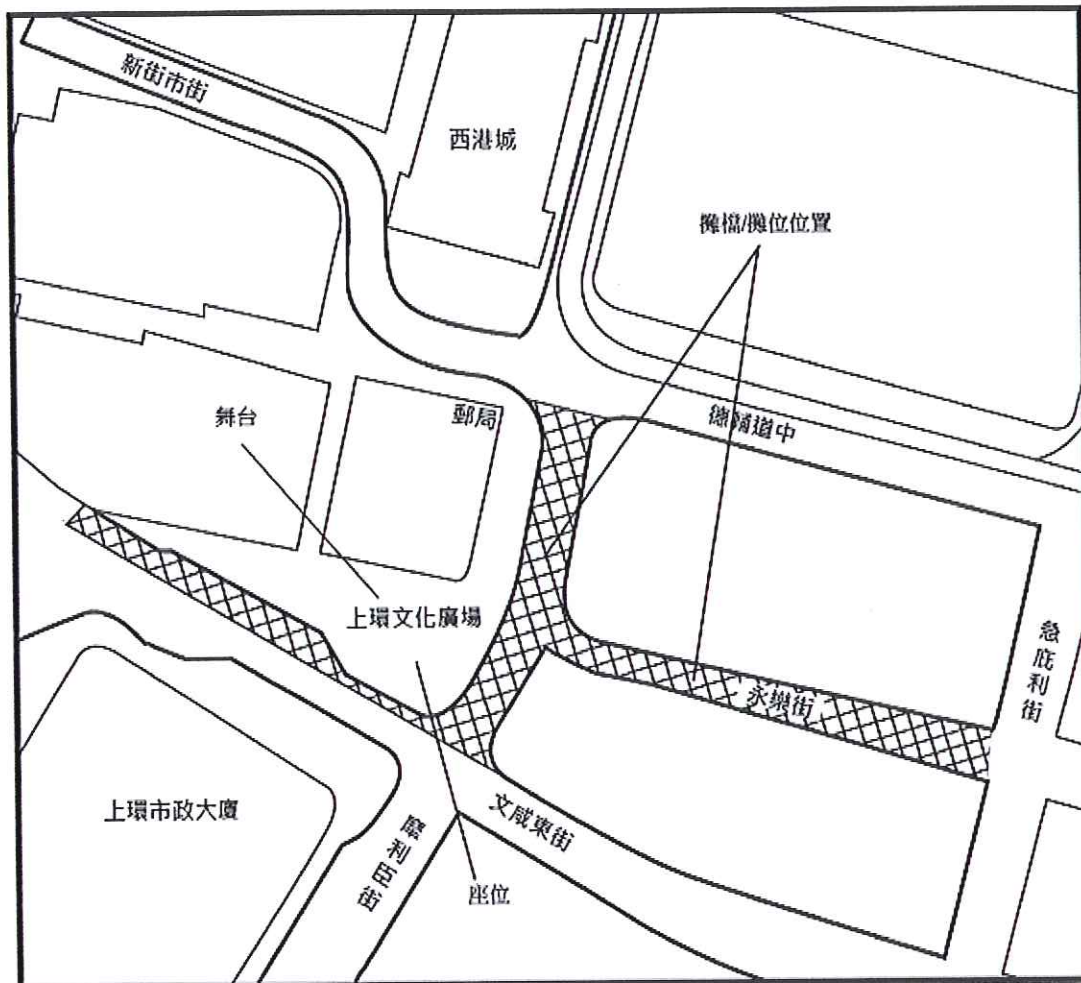 新街市街
西港城
攤檔/攤位位置
舞台
郵局
德輔道中
上環文化廣場
急庇利街
永樂街
上環市政大廈
文咸東街
摩利臣街
座位